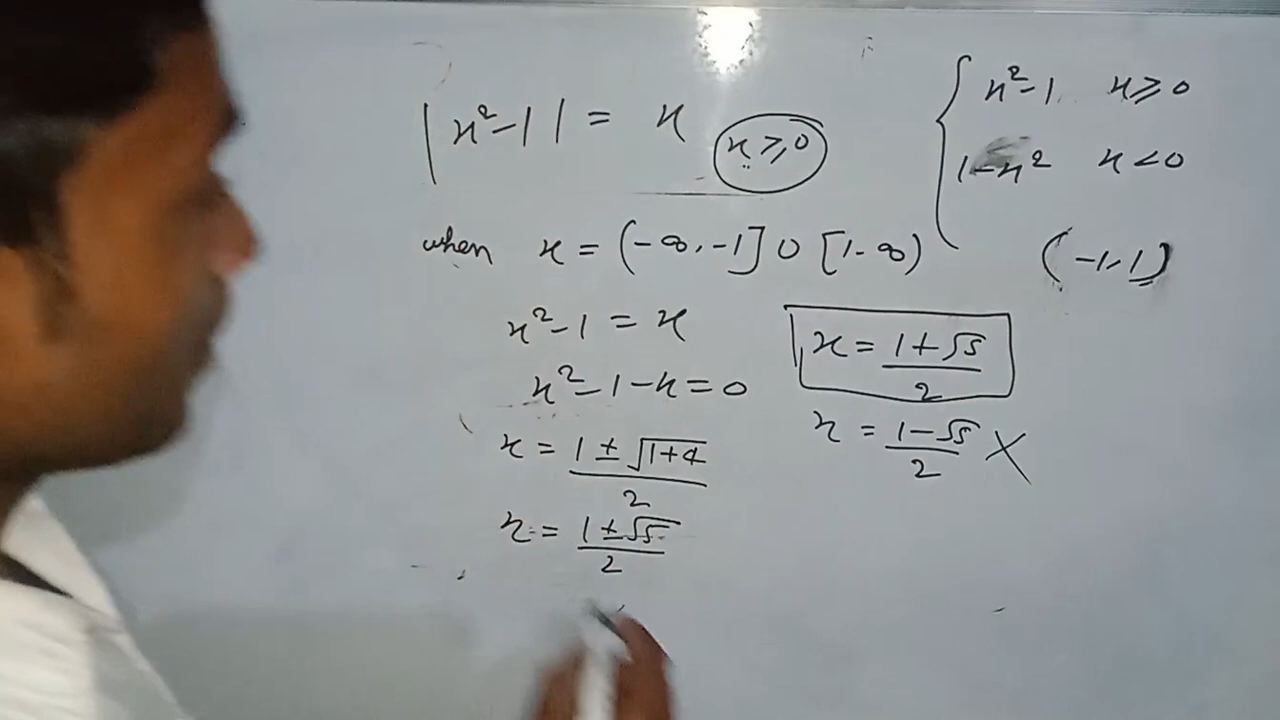 |x²-1| = x   x ≥ 0
{ x²-1   x ≥ 0
1-x²   x < 0
when x = (-∞, -1] ∪ [1-∞)
(-1, 1)
x²-1 = x
x²-1-x = 0
x = (1 ± √(1+4))/2
x = (1 ± √5)/2
x = (1+√5)/2
x = (1-√5)/2 ×